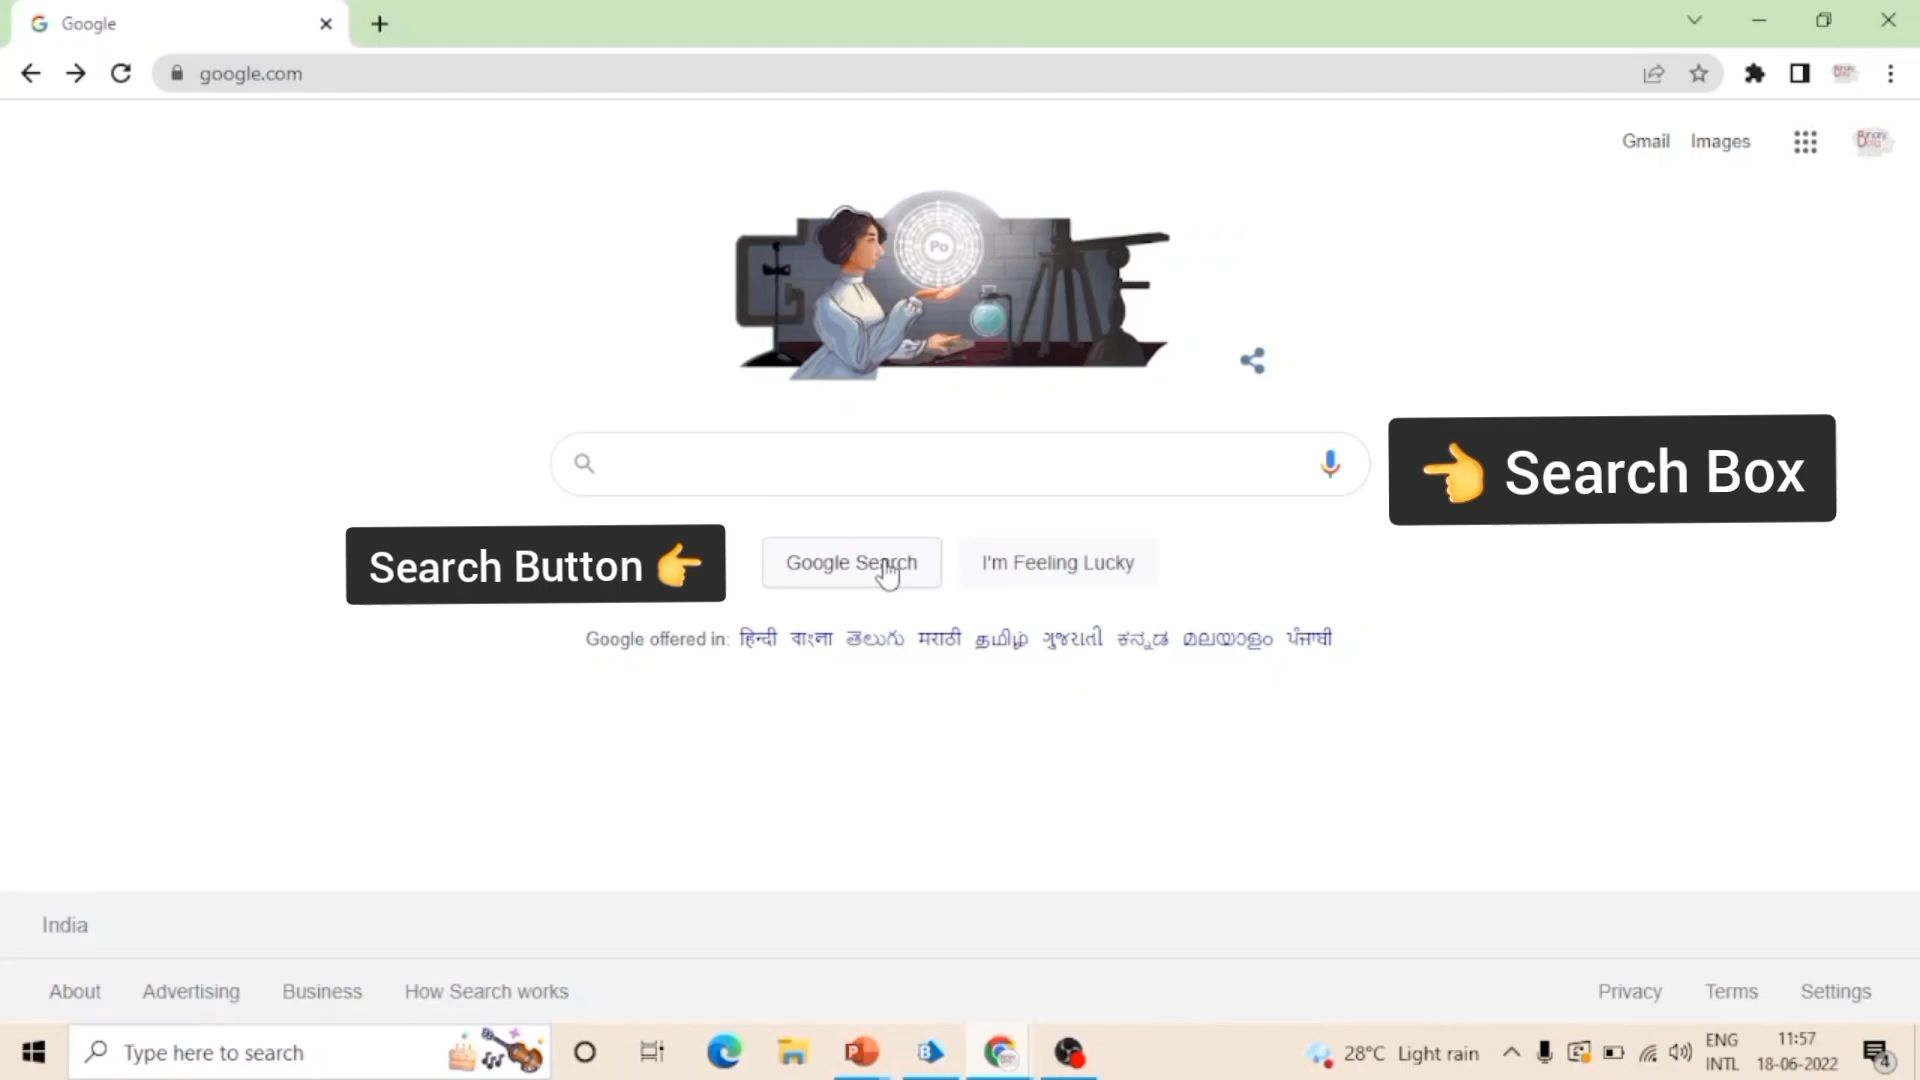 Google
google.com
Gmail Images
Binary
Po
Search Box
Search Button
Google Search I'm Feeling Lucky
Google offered in: हिन्दी বাংলা తెలుగు मराठी தமிழ் ગુજરાતી ಕನ್ನಡ മലയാളം ਪੰਜਾਬੀ
India
About Advertising Business How Search works
Privacy Terms Settings
Type here to search
28°C Light rain
ENG
INTL
11:57
18-06-2022
4